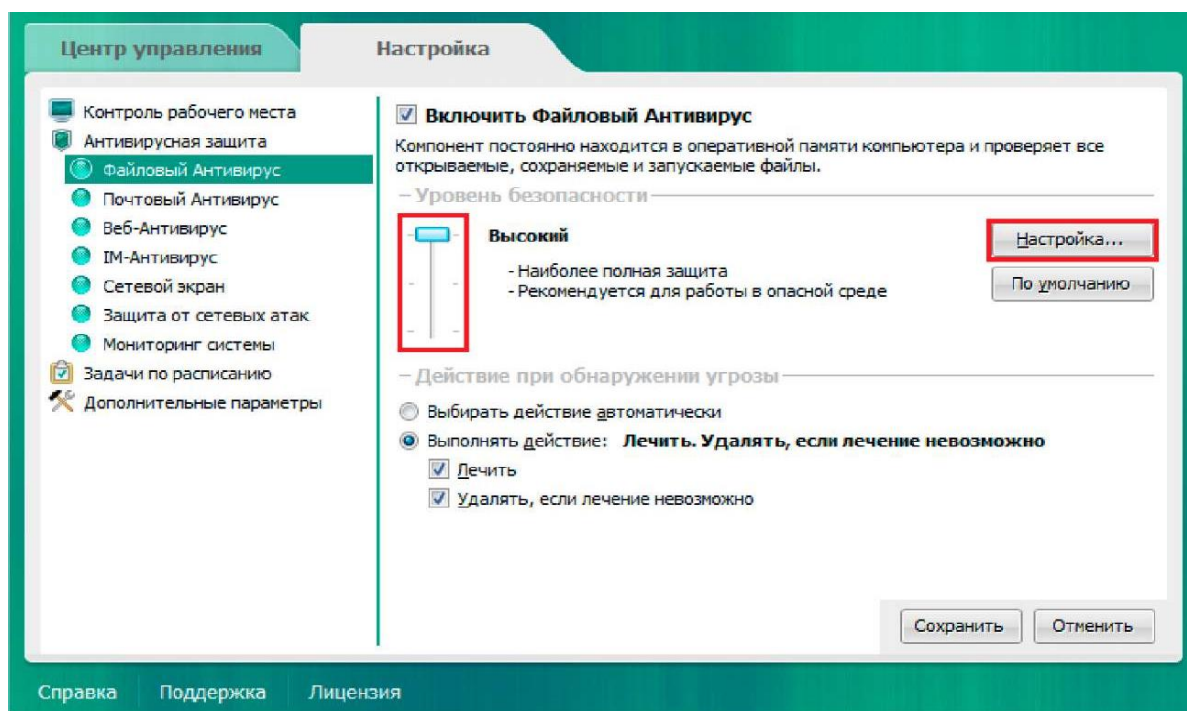 Центр управления
Настройка
Контроль рабочего места
Антивирусная защита
Файловый Антивирус
Почтовый Антивирус
Веб-Антивирус
IM-Антивирус
Сетевой экран
Защита от сетевых атак
Мониторинг системы
Задачи по расписанию
Дополнительные параметры
Включить Файловый Антивирус
Компонент постоянно находится в оперативной памяти компьютера и проверяет все
открываемые, сохраняемые и запускаемые файлы.
Уровень безопасности
Высокий
- Наиболее полная защита
- Рекомендуется для работы в опасной среде
Настройка...
По умолчанию
Действие при обнаружении угрозы
Выбирать действие автоматически
Выполнять действие: Лечить. Удалять, если лечение невозможно
Лечить
Удалять, если лечение невозможно
Сохранить
Отменить
Справка
Поддержка
Лицензия